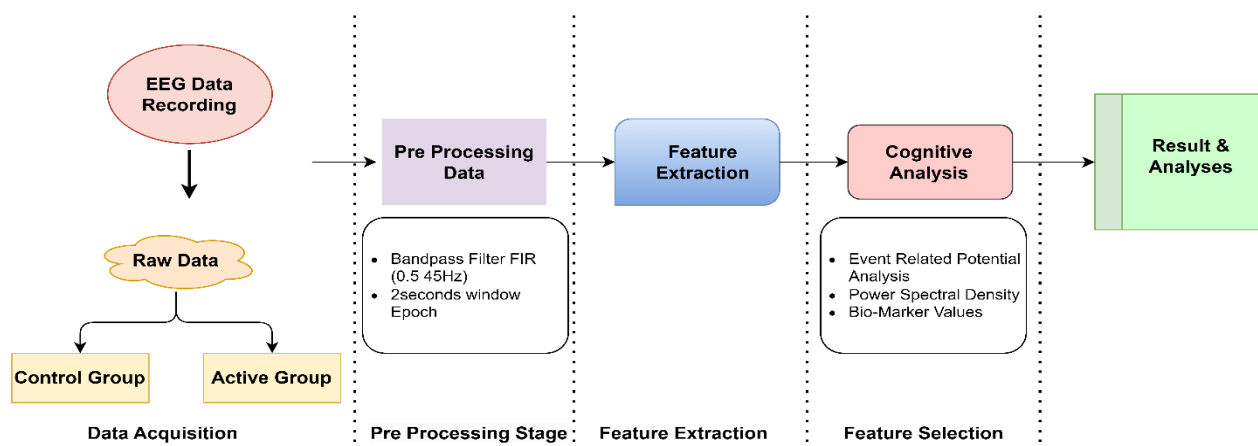 EEG Data
Recording
Raw Data
Control Group
Active Group
Data Acquisition
Pre Processing
Data
• Bandpass Filter FIR
(0.5 45Hz)
• 2seconds window
Epoch
Pre Processing Stage
Feature
Extraction
Feature Extraction
Cognitive
Analysis
• Event Related Potential
Analysis
• Power Spectral Density
• Bio-Marker Values
Feature Selection
Result &
Analyses